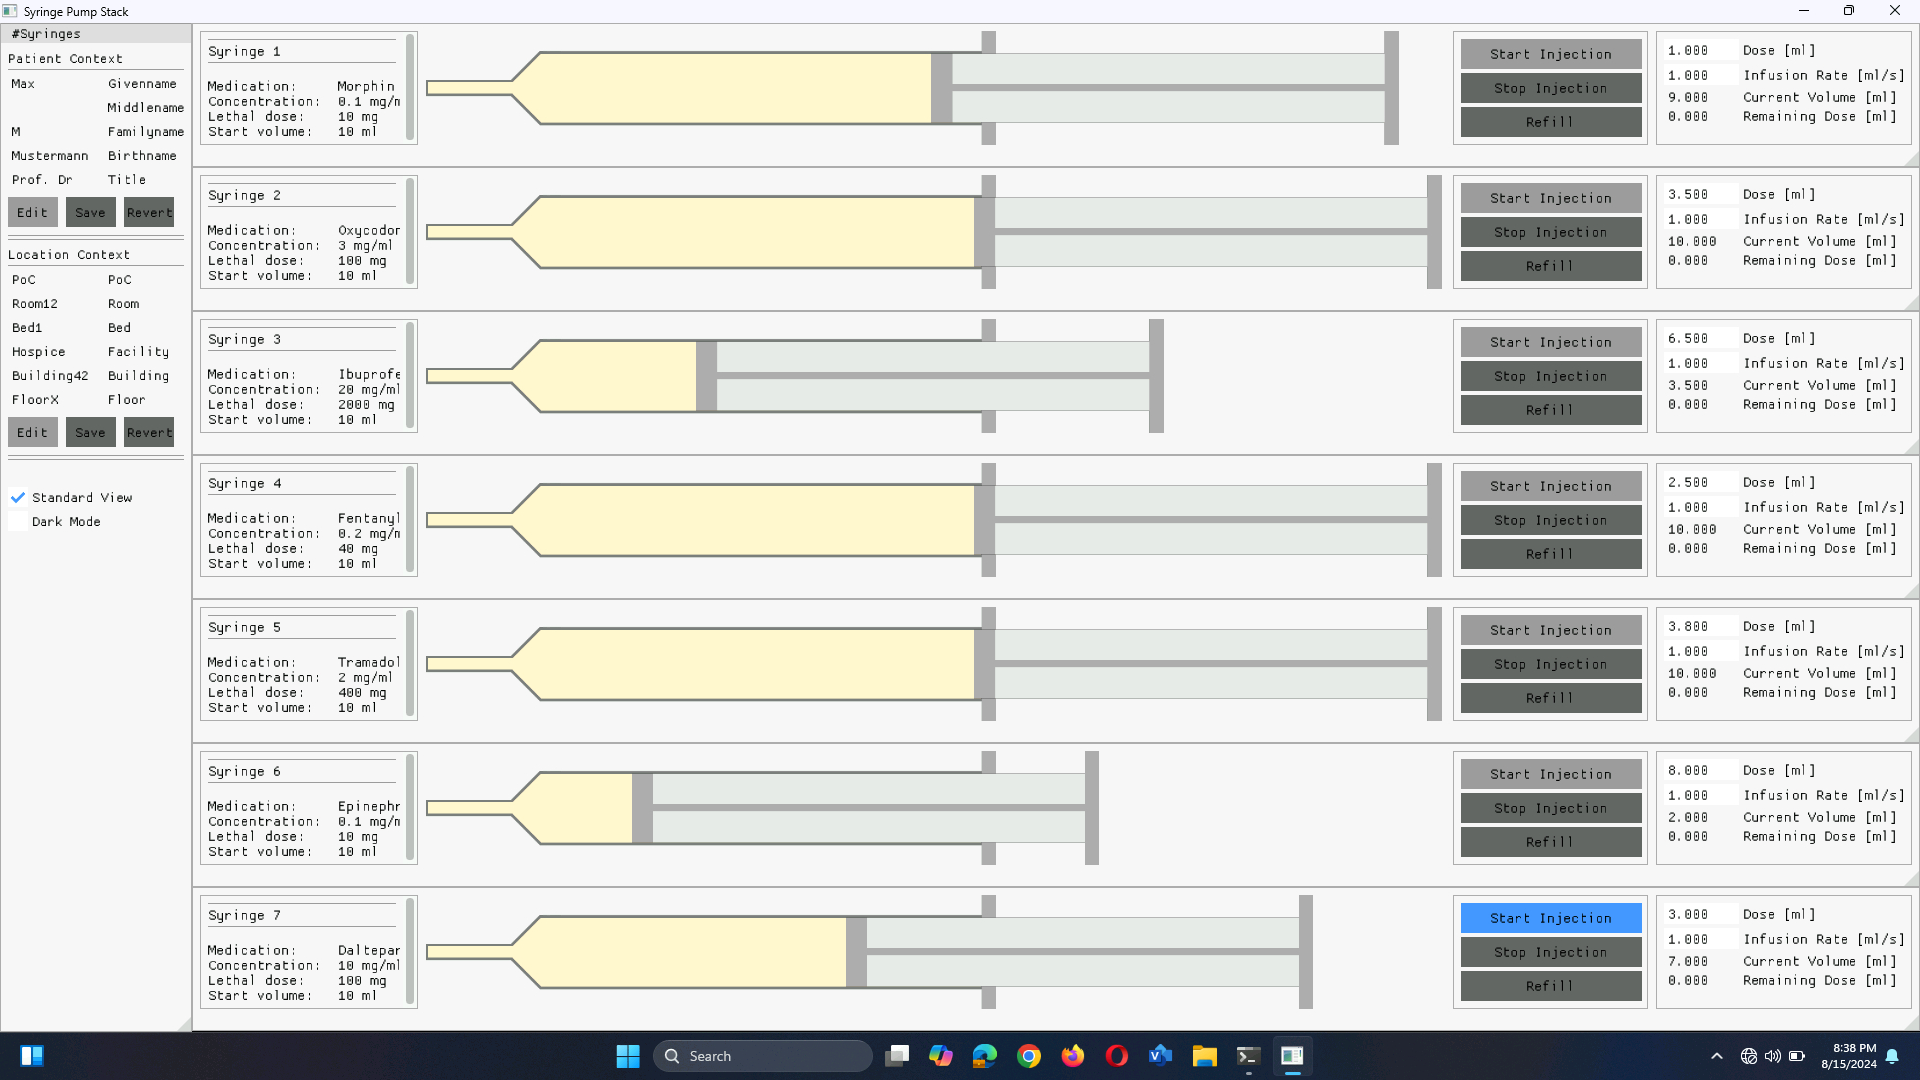 Syringe Pump Stack
#Syringes
Patient Context
Max Givenname
Middlename
M Familyname
Mustermann Birthname
Prof. Dr Title
Edit Save Revert
Location Context
PoC PoC
Room12 Room
Bed1 Bed
Hospice Facility
Building42 Building
FloorX Floor
Edit Save Revert
Standard View
Dark Mode
Syringe 1
Medication: Morphin
Concentration: 0.1 mg/m
Lethal dose: 10 mg
Start volume: 10 ml
Start Injection
Stop Injection
Refill
1.000 Dose [ml]
1.000 Infusion Rate [ml/s]
9.000 Current Volume [ml]
0.000 Remaining Dose [ml]
Syringe 2
Medication: Oxycodor
Concentration: 3 mg/ml
Lethal dose: 100 mg
Start volume: 10 ml
Start Injection
Stop Injection
Refill
3.500 Dose [ml]
1.000 Infusion Rate [ml/s]
10.000 Current Volume [ml]
0.000 Remaining Dose [ml]
Syringe 3
Medication: Ibuprofe
Concentration: 20 mg/ml
Lethal dose: 2000 mg
Start volume: 10 ml
Start Injection
Stop Injection
Refill
6.500 Dose [ml]
1.000 Infusion Rate [ml/s]
3.500 Current Volume [ml]
0.000 Remaining Dose [ml]
Syringe 4
Medication: Fentanyl
Concentration: 0.2 mg/m
Lethal dose: 40 mg
Start volume: 10 ml
Start Injection
Stop Injection
Refill
2.500 Dose [ml]
1.000 Infusion Rate [ml/s]
10.000 Current Volume [ml]
0.000 Remaining Dose [ml]
Syringe 5
Medication: Tramadol
Concentration: 2 mg/ml
Lethal dose: 400 mg
Start volume: 10 ml
Start Injection
Stop Injection
Refill
3.800 Dose [ml]
1.000 Infusion Rate [ml/s]
10.000 Current Volume [ml]
0.000 Remaining Dose [ml]
Syringe 6
Medication: Epinephr
Concentration: 0.1 mg/m
Lethal dose: 10 mg
Start volume: 10 ml
Start Injection
Stop Injection
Refill
8.000 Dose [ml]
1.000 Infusion Rate [ml/s]
2.000 Current Volume [ml]
0.000 Remaining Dose [ml]
Syringe 7
Medication: Daltepar
Concentration: 10 mg/ml
Lethal dose: 100 mg
Start volume: 10 ml
Start Injection
Stop Injection
Refill
3.000 Dose [ml]
1.000 Infusion Rate [ml/s]
7.000 Current Volume [ml]
0.000 Remaining Dose [ml]
Search
8:38 PM
8/15/2024